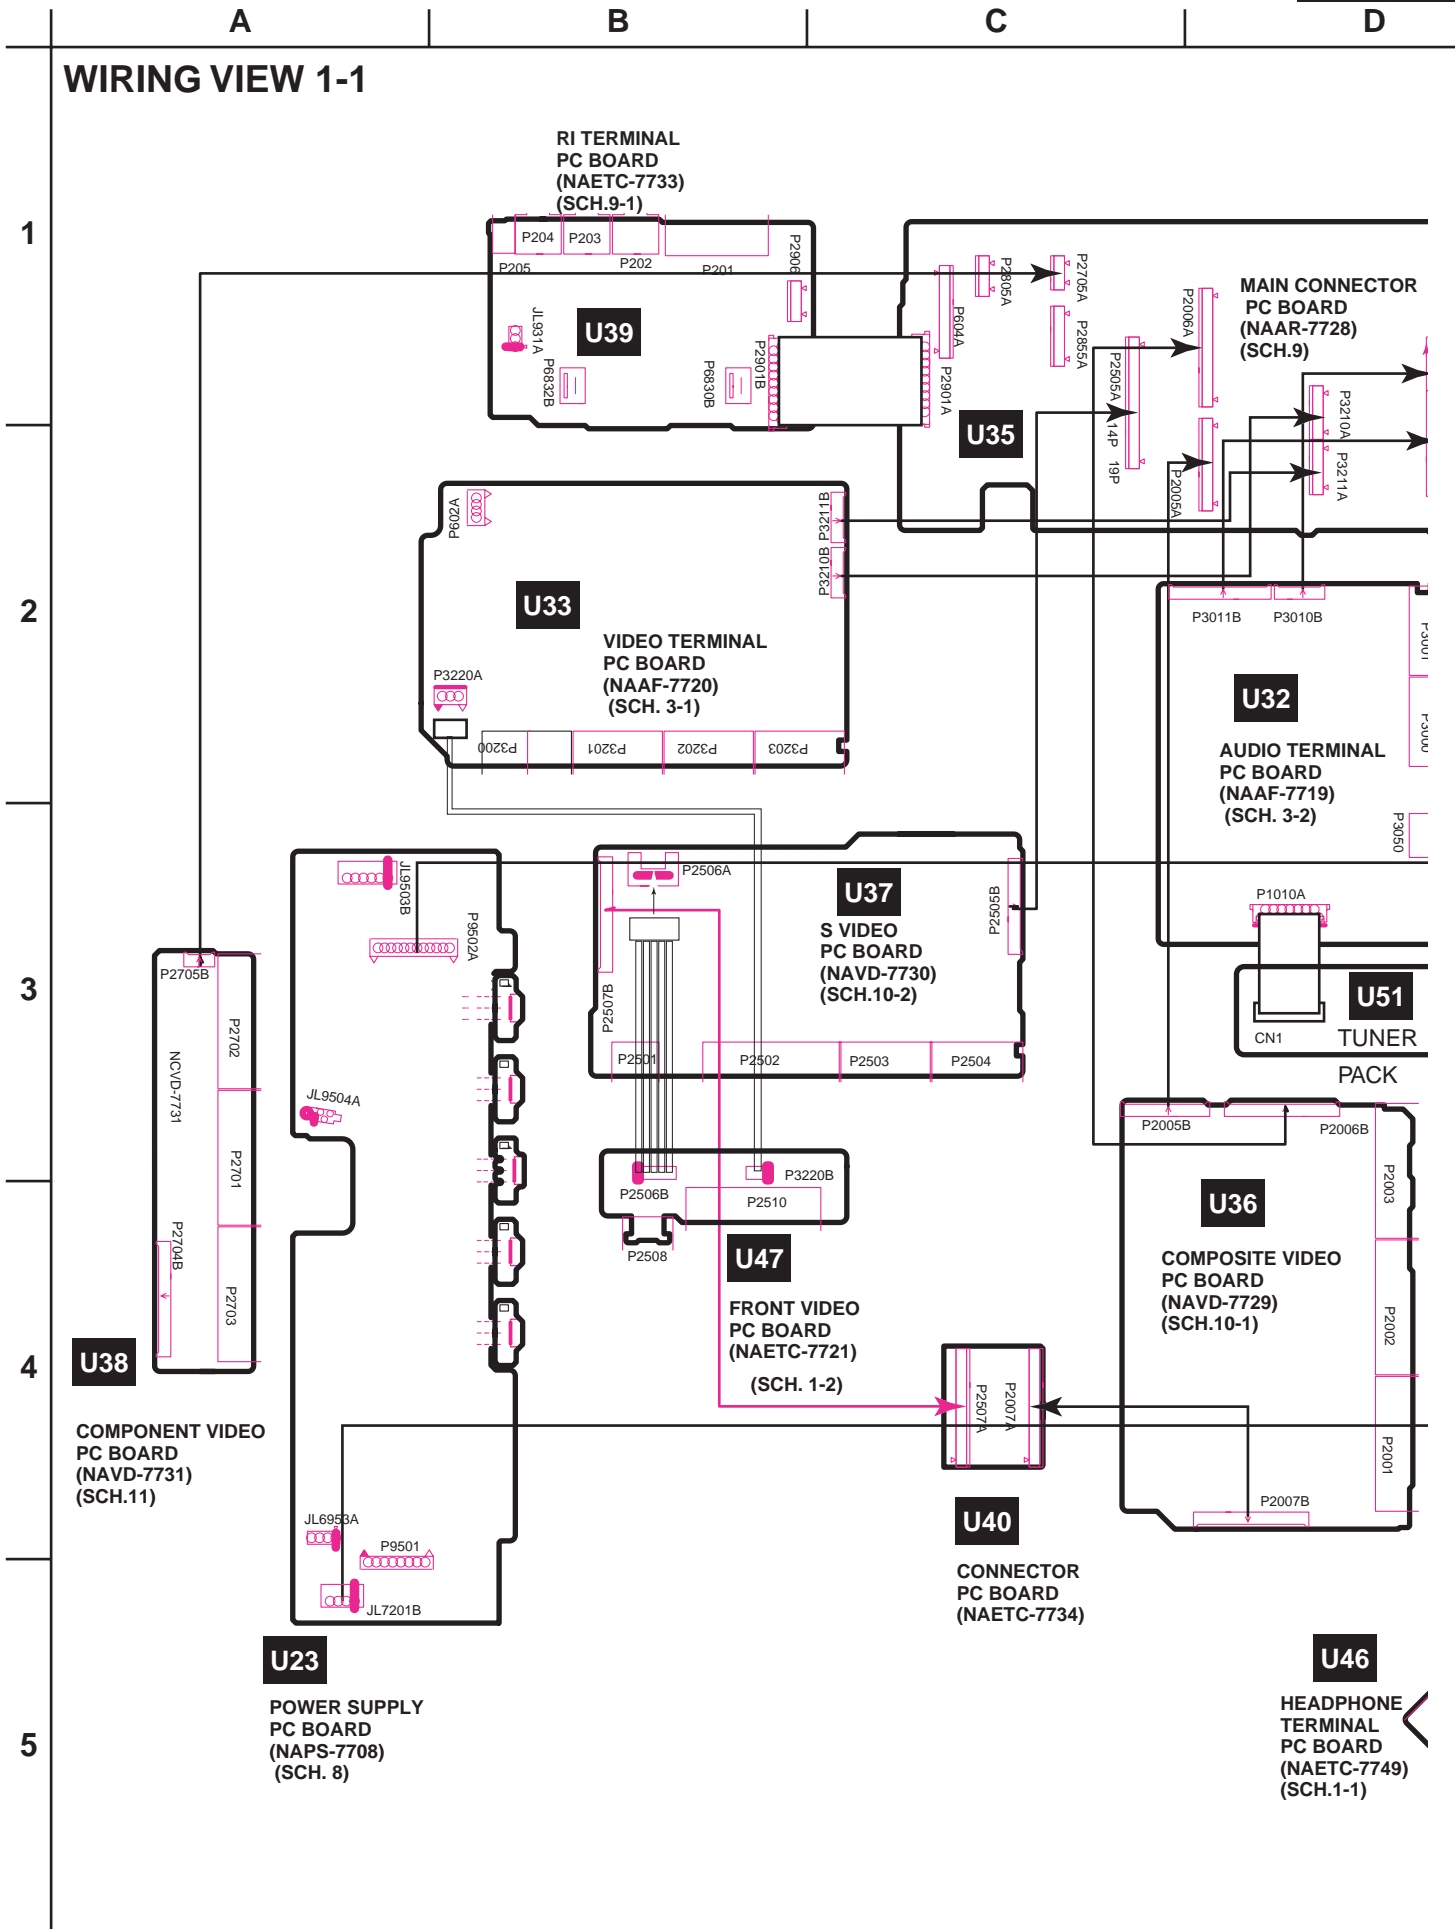 A
B
C
D
WIRING VIEW 1-1
1
2
3
4
5
RI TERMINAL
PC BOARD
(NAETC-7733)
(SCH.9-1)
P204
P203
P205
P202
P201
P2906
JL931A
U39
P6832B
P6830B
P2901B
P2901A
P604A
P2805A
P2705A
P2855A
P2505A
14P
19P
U35
P2006A
P2005A
MAIN CONNECTOR
PC BOARD
(NAAR-7728)
(SCH.9)
P3210A
P3211A
P9602A
P3211B
P3210B
U33
VIDEO TERMINAL
PC BOARD
(NAAF-7720)
(SCH. 3-1)
P3220A
P3200
P3201
P3202
P3203
P3011B
P3010B
P3001
P3000
U32
AUDIO TERMINAL
PC BOARD
(NAAF-7719)
(SCH. 3-2)
P3050
P1010A
CN1
U51
TUNER
PACK
JL9503B
P9502A
P2506A
U37
S VIDEO
PC BOARD
(NAVD-7730)
(SCH.10-2)
P2505B
P2507B
P2501
P2502
P2503
P2504
P2705B
P2702
NCVD-7731
P2701
P2704B
P2703
JL9504A
P2506B
P3220B
P2510
P2508
U47
FRONT VIDEO
PC BOARD
(NAETC-7721)
(SCH. 1-2)
P2005B
P2006B
P2003
U36
COMPOSITE VIDEO
PC BOARD
(NAVD-7729)
(SCH.10-1)
P2002
P2001
P2007B
U38
COMPONENT VIDEO
PC BOARD
(NAVD-7731)
(SCH.11)
P2507A
P2007A
U40
CONNECTOR
PC BOARD
(NAETC-7734)
JL6953A
P9501
JL7201B
U23
POWER SUPPLY
PC BOARD
(NAPS-7708)
(SCH. 8)
U46
HEADPHONE
TERMINAL
PC BOARD
(NAETC-7749)
(SCH.1-1)